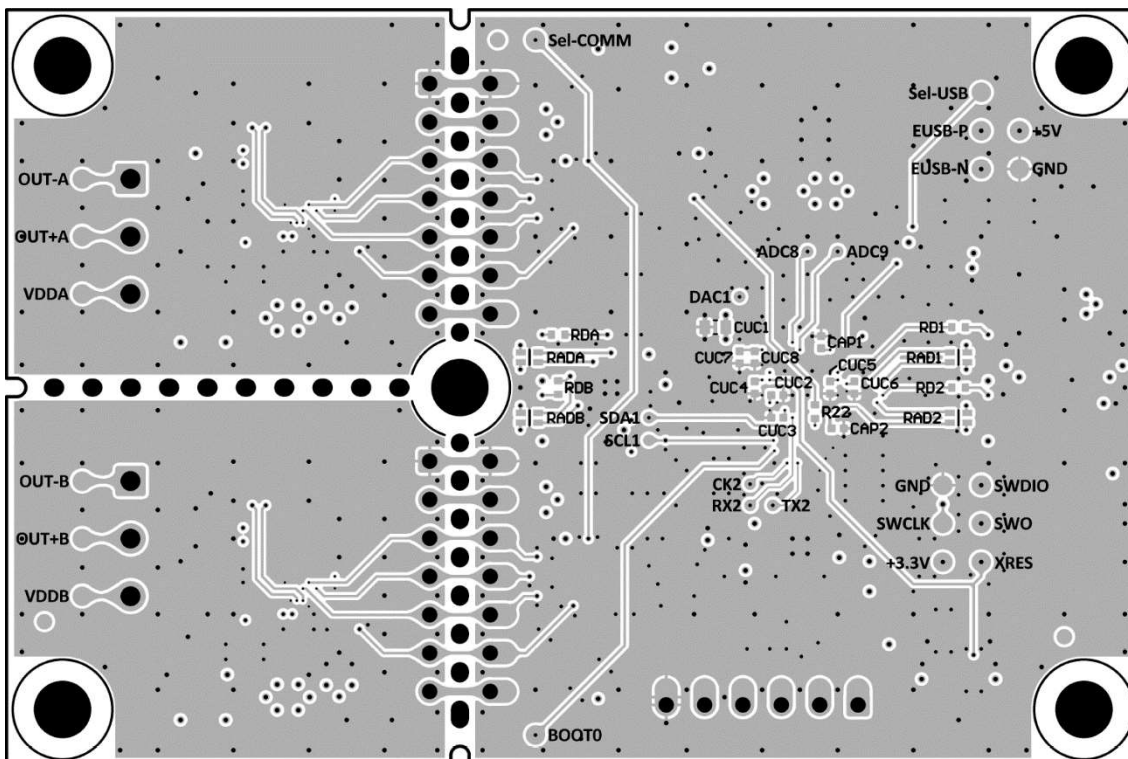 Sel-COMM
Sel-USB
EUSB-P +5V
EUSB-N GND
OUT-A
OUT+A
VDDA
ADC8 ADC9
DAC1
RDA CUC1 CAP1 RD1
RADA CUC7 CUC8 CUC5 RAD1
RDB CUC4 CUC2 CUC6 RD2
RADB SDA1 CUC3 R22 CAP2 RAD2
SCL1
OUT-B
OUT+B
VDDB
CK2 GND SWDIO
RX2 TX2 SWCLK SWO
+3.3V XRES
BOOT0